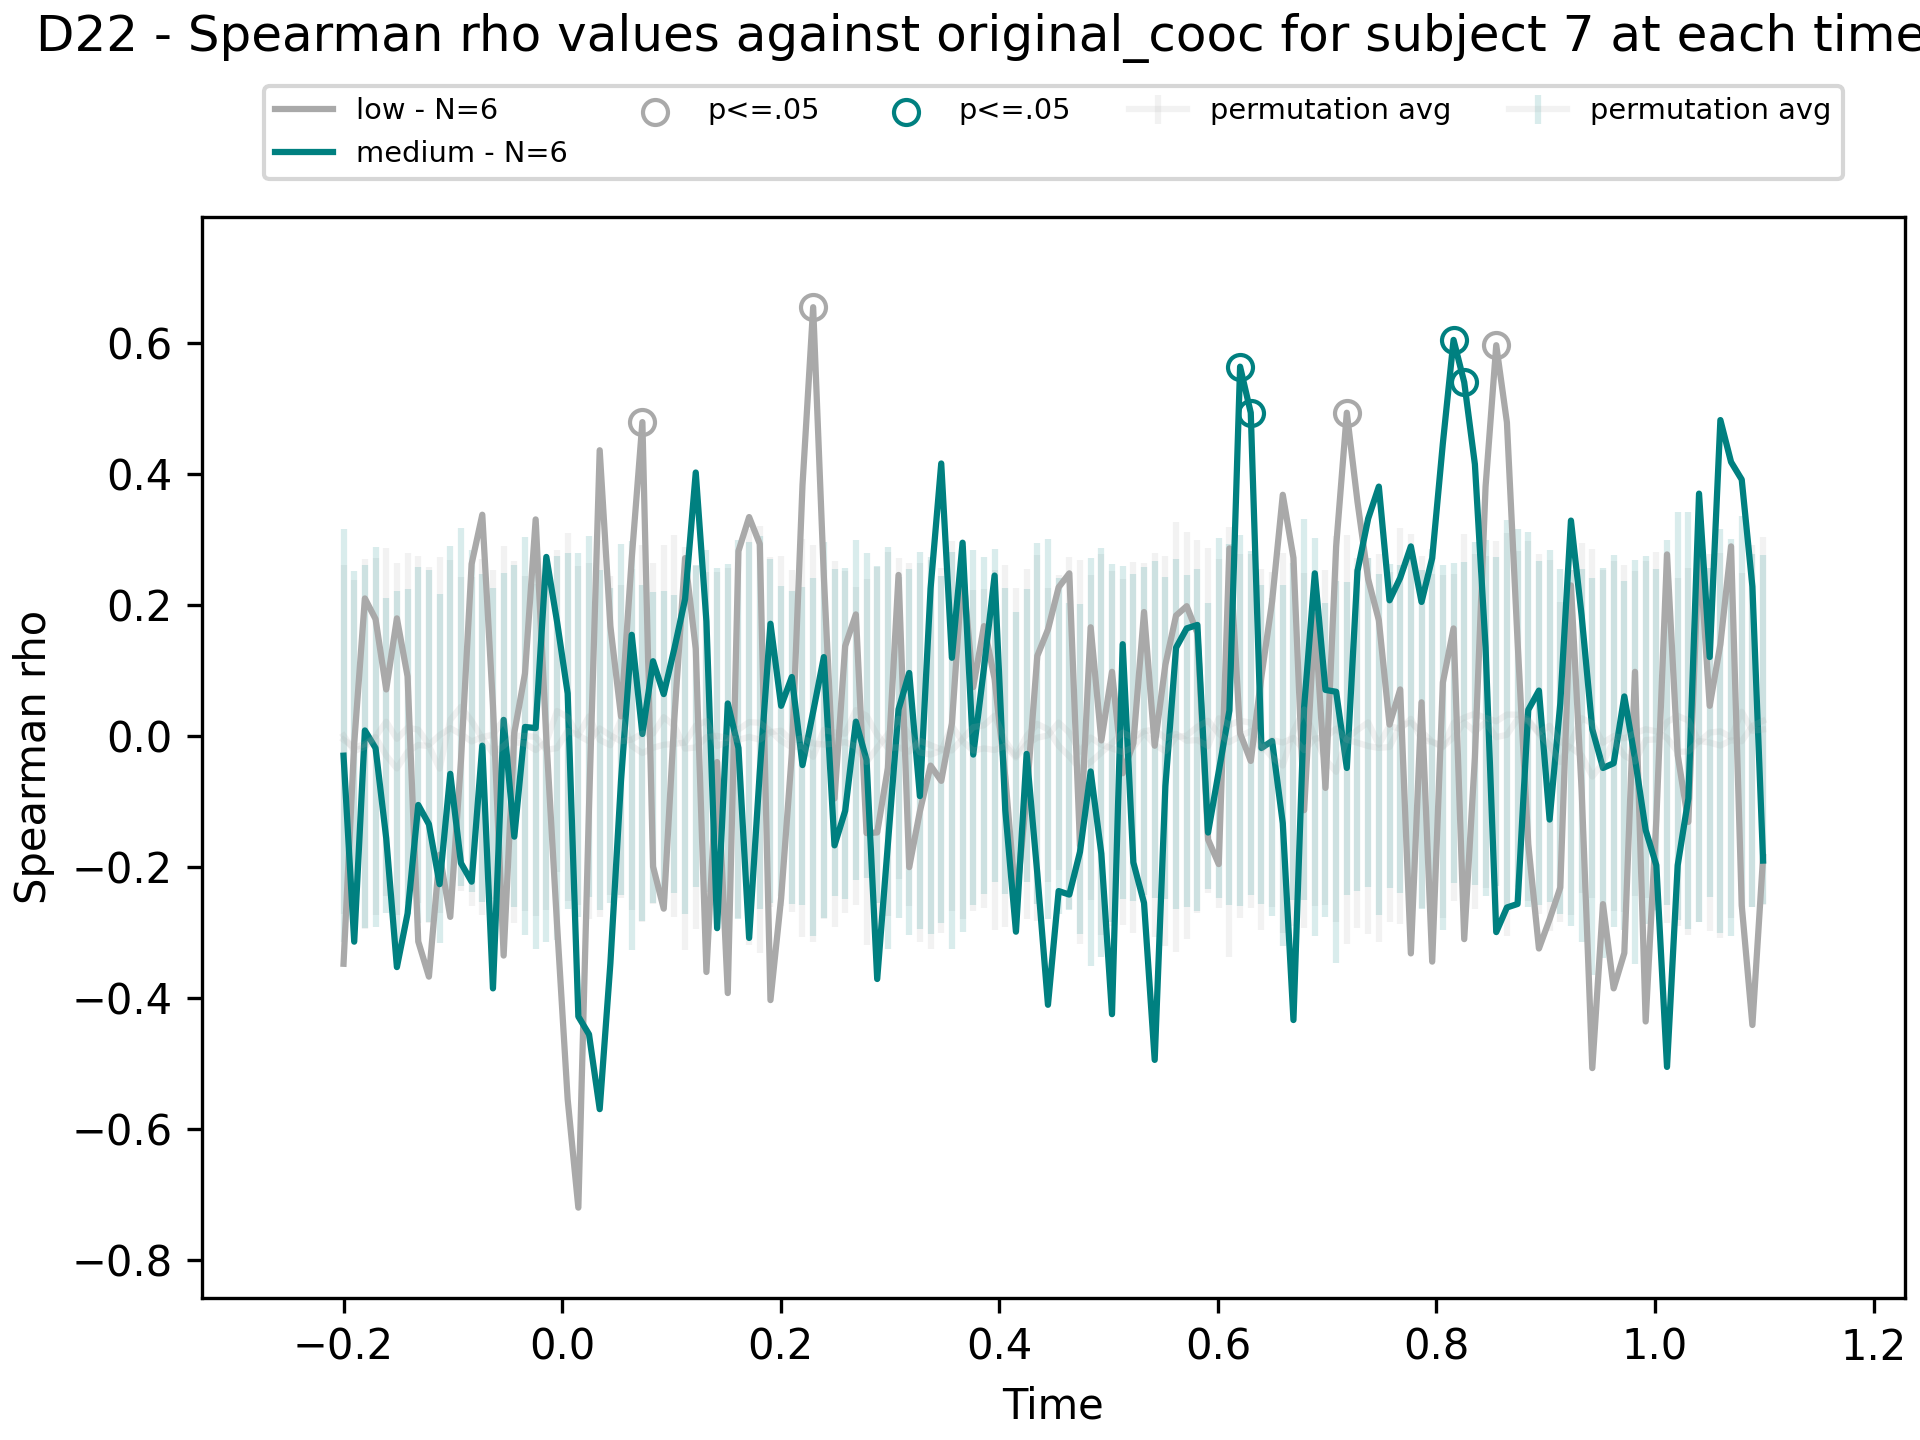 D22 - Spearman rho values against original_cooc for subject 7 at each time
low - N=6
medium - N=6
p<=.05
p<=.05
permutation avg
permutation avg
Spearman rho
0.6
0.4
0.2
0.0
−0.2
−0.4
−0.6
−0.8
−0.2 0.0 0.2 0.4 0.6 0.8 1.0 1.2
Time